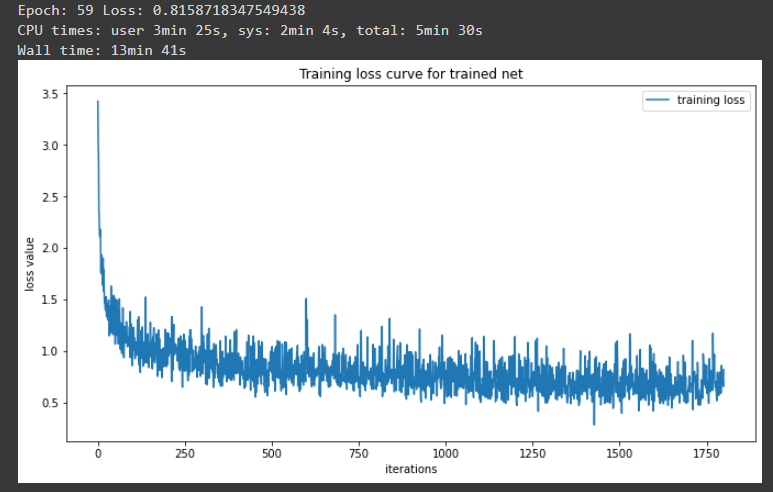 Epoch: 59 Loss: 0.8158718347549438
CPU times: user 3min 25s, sys: 2min 4s, total: 5min 30s
Wall time: 13min 41s
Training loss curve for trained net
training loss
3.5
3.0
2.5
2.0
1.5
1.0
0.5
loss value
0 250 500 750 1000 1250 1500 1750
iterations